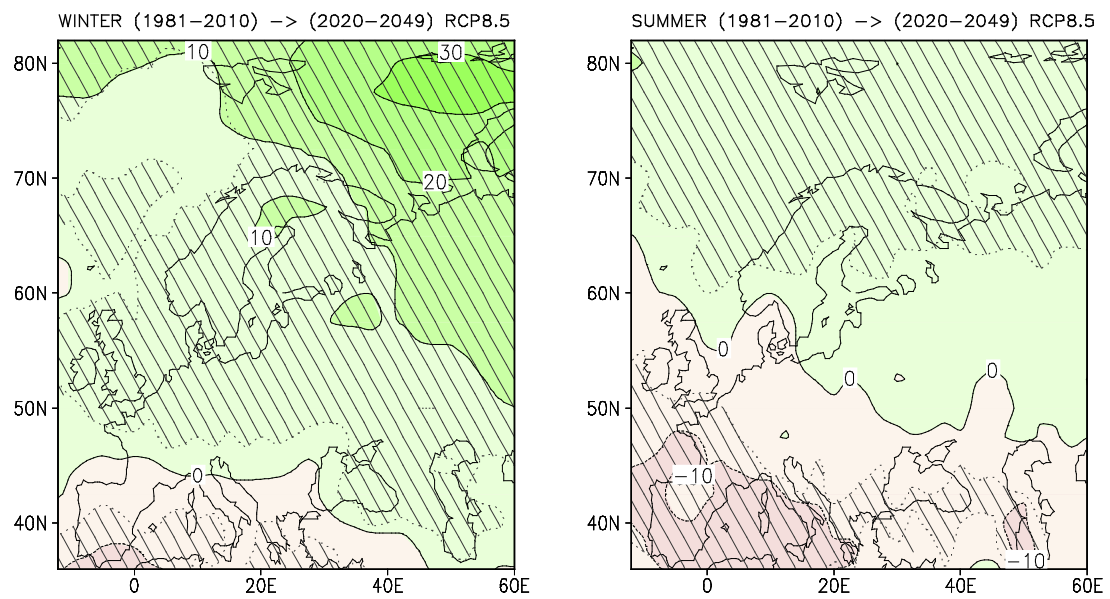 WINTER (1981−2010) −> (2020−2049) RCP8.5
80N
70N
60N
50N
40N
0
20E
40E
60E
10
30
20
10
0
SUMMER (1981−2010) −> (2020−2049) RCP8.5
80N
70N
60N
50N
40N
0
20E
40E
60E
0
0
0
−10
−10